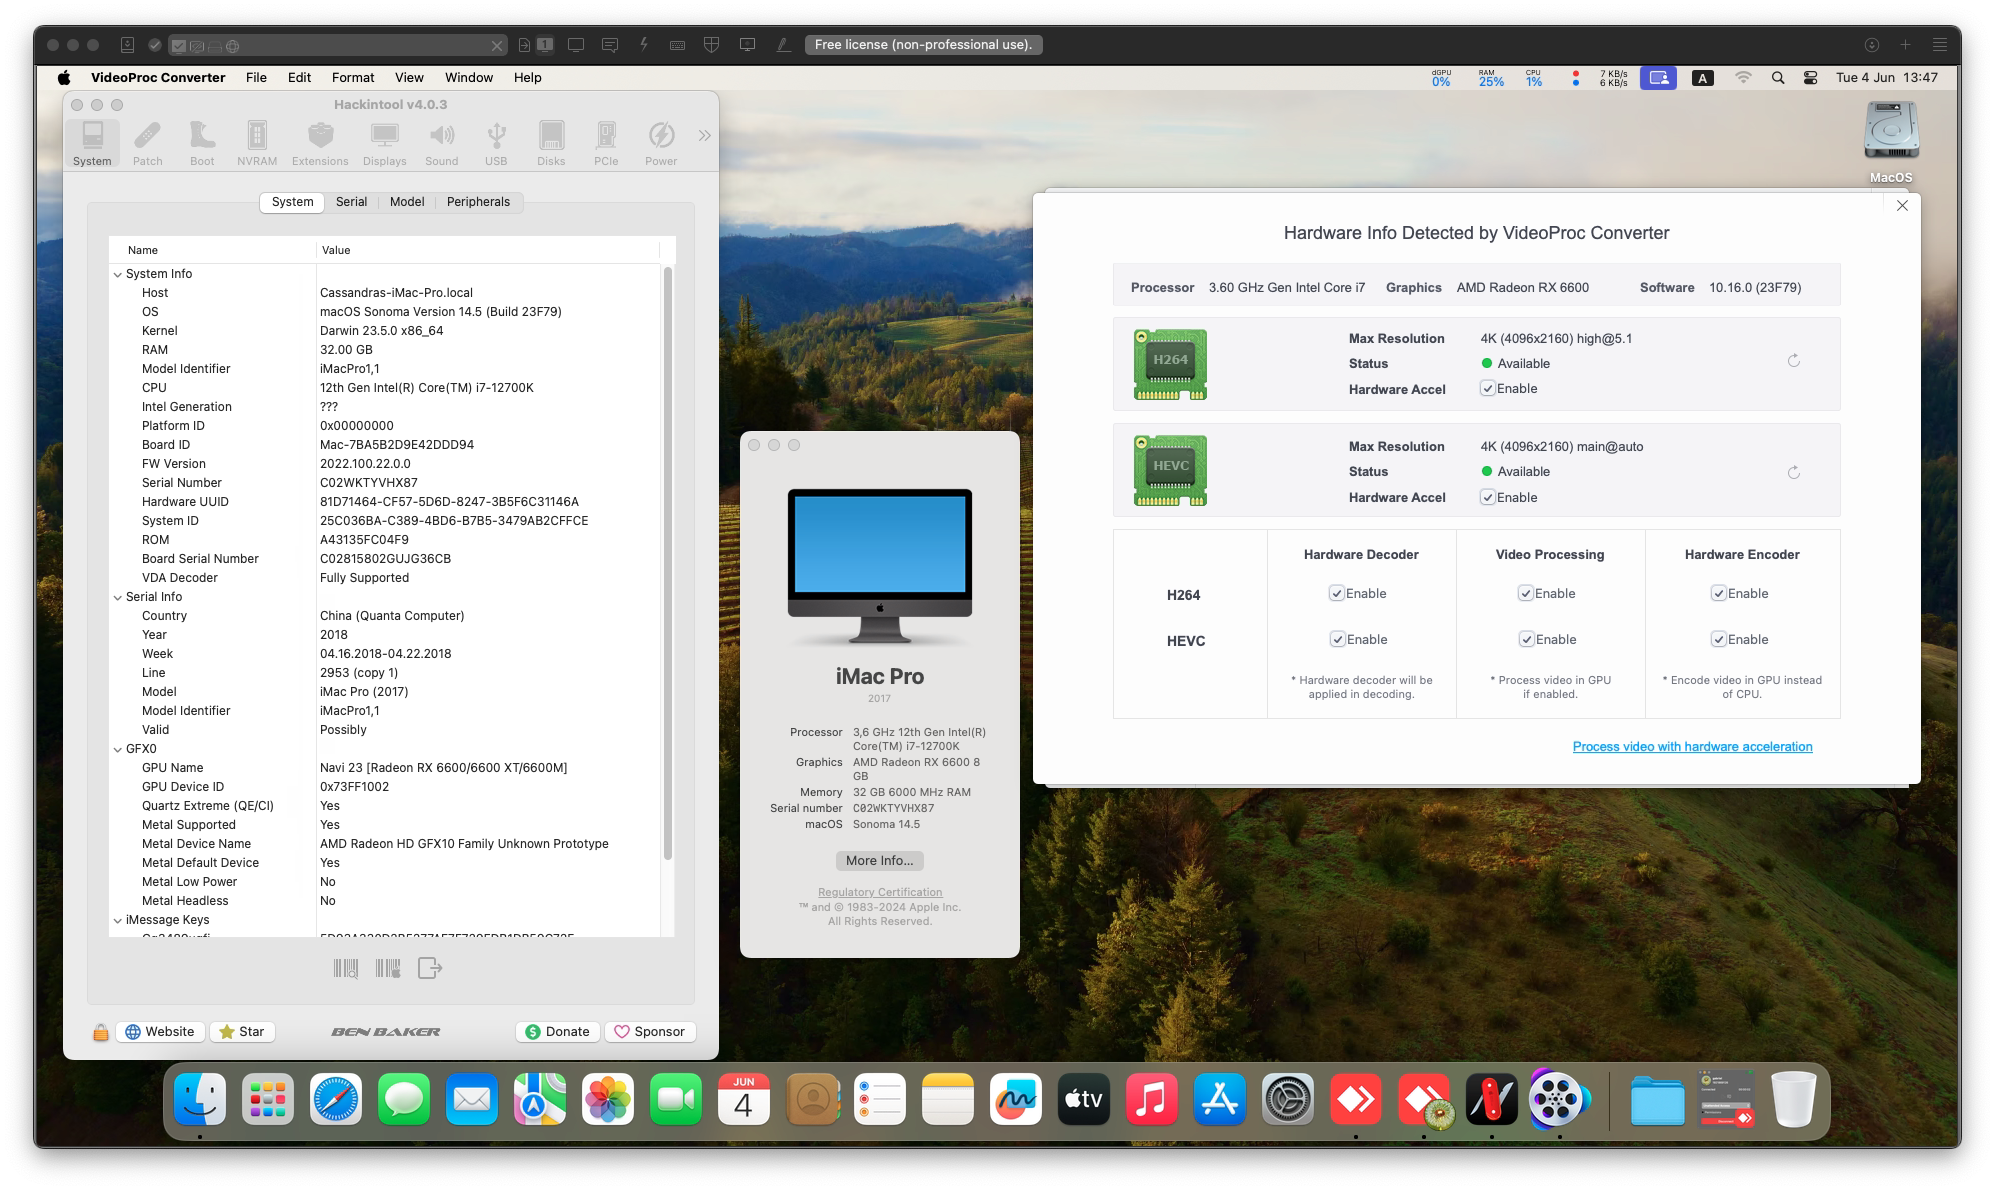 1
Free license (non-professional use).
VideoProc Converter File Edit Format View Window Help
dGPU 0% RAM 25% CPU 1% 7 KB/s 6 KB/s A Tue 4 Jun 13:47
Hackintool v4.0.3
System Patch Boot NVRAM Extensions Displays Sound USB Disks PCIe Power
System Serial Model Peripherals
Name Value
System Info
Host Cassandras-iMac-Pro.local
OS macOS Sonoma Version 14.5 (Build 23F79)
Kernel Darwin 23.5.0 x86_64
RAM 32.00 GB
Model Identifier iMacPro1,1
CPU 12th Gen Intel(R) Core(TM) i7-12700K
Intel Generation ???
Platform ID 0x00000000
Board ID Mac-7BA5B2D9E42DDD94
FW Version 2022.100.22.0.0
Serial Number C02WKTYVHX87
Hardware UUID 81D71464-CF57-5D6D-8247-3B5F6C31146A
System ID 25C036BA-C389-4BD6-B7B5-3479AB2CFFCE
ROM A43135FC04F9
Board Serial Number C02815802GUJG36CB
VDA Decoder Fully Supported
Serial Info
Country China (Quanta Computer)
Year 2018
Week 04.16.2018-04.22.2018
Line 2953 (copy 1)
Model iMac Pro (2017)
Model Identifier iMacPro1,1
Valid Possibly
GFX0
GPU Name Navi 23 [Radeon RX 6600/6600 XT/6600M]
GPU Device ID 0x73FF1002
Quartz Extreme (QE/CI) Yes
Metal Supported Yes
Metal Device Name AMD Radeon HD GFX10 Family Unknown Prototype
Metal Default Device Yes
Metal Low Power No
Metal Headless No
iMessage Keys
Website Star BEN BAKER Donate Sponsor
iMac Pro
2017
Processor 3,6 GHz 12th Gen Intel(R)
Core(TM) i7-12700K
Graphics AMD Radeon RX 6600 8
GB
Memory 32 GB 6000 MHz RAM
Serial number C02WKTYVHX87
macOS Sonoma 14.5
More Info...
Regulatory Certification
™ and © 1983-2024 Apple Inc.
All Rights Reserved.
MacOS
Hardware Info Detected by VideoProc Converter
Processor 3.60 GHz Gen Intel Core i7 Graphics AMD Radeon RX 6600 Software 10.16.0 (23F79)
H264
Max Resolution 4K (4096x2160) high@5.1
Status Available
Hardware Accel Enable
HEVC
Max Resolution 4K (4096x2160) main@auto
Status Available
Hardware Accel Enable
Hardware Decoder Video Processing Hardware Encoder
H264 Enable Enable Enable
HEVC Enable Enable Enable
* Hardware decoder will be
applied in decoding.
* Process video in GPU
if enabled.
* Encode video in GPU instead
of CPU.
Process video with hardware acceleration
JUN
4
tv